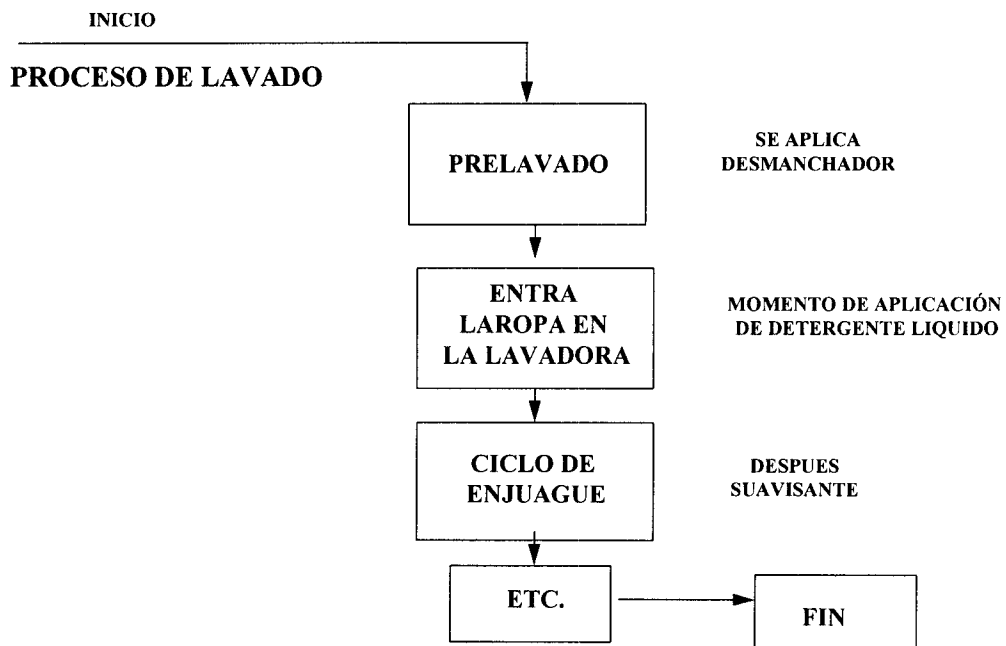 INICIO
PROCESO DE LAVADO
PRELAVADO
SE APLICA
DESMANCHADOR
ENTRA
LAROPA EN
LA LAVADORA
MOMENTO DE APLICACIÓN
DE DETERGENTE LIQUIDO
CICLO DE
ENJUAGUE
DESPUES
SUAVISANTE
ETC.
FIN